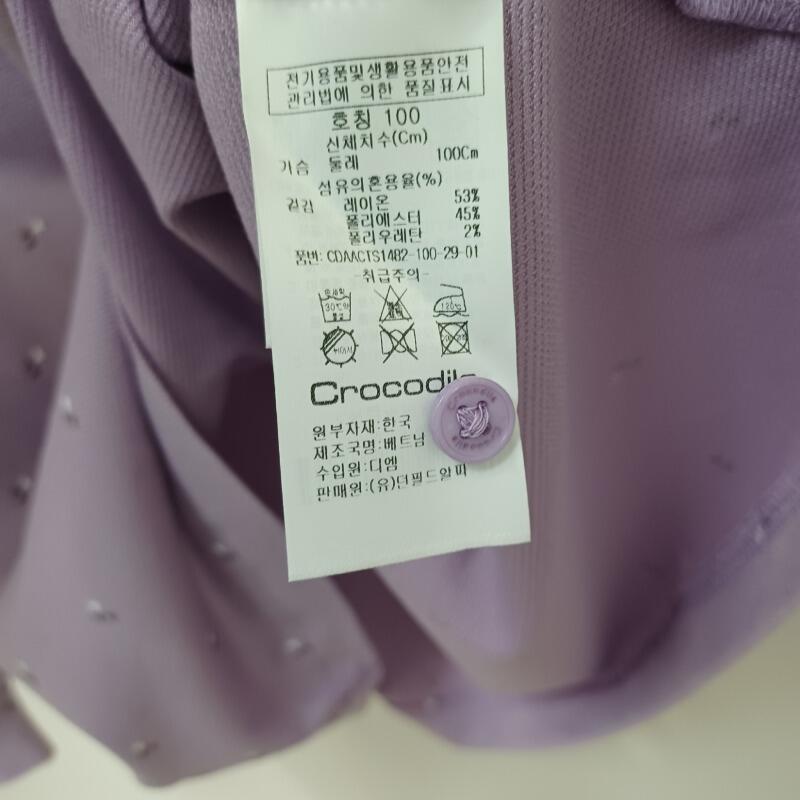 전기용품및생활용품안전
관리법에 의한 품질표시
호칭 100
신체치수(Cm)
가슴 둘레 100Cm
섬유의혼용율(%)
겉감 레이온 53%
폴리에스터 45%
폴리우레탄 2%
품번: CDAACTS1482-100-29-01
-취급주의-
30℃ 120℃
Crocodile
원부자재:한국
제조국명:베트남
수입원:디엠
판매원:(유)던필드알파
Crocodile